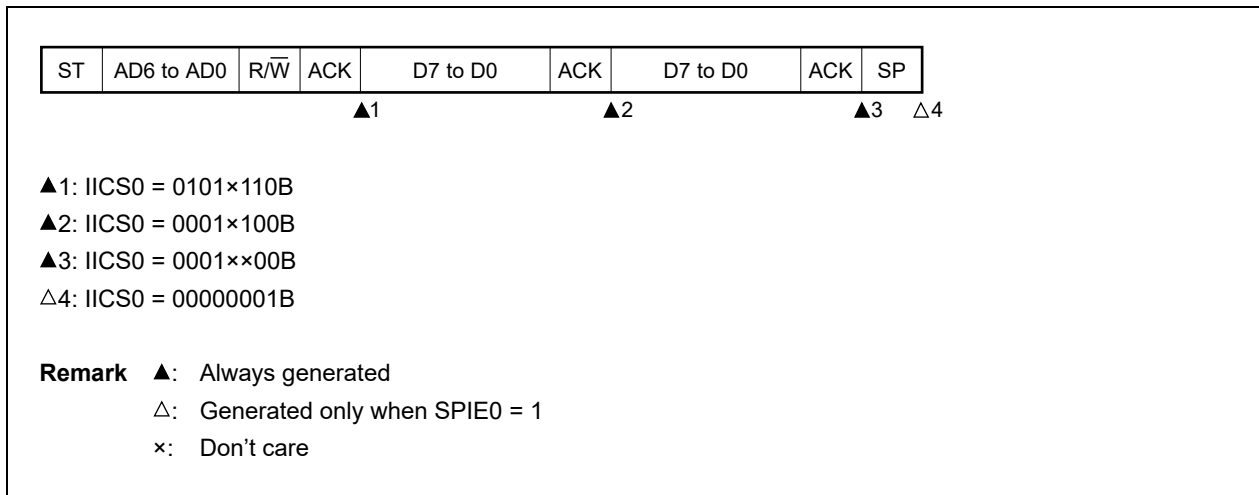 ST AD6 to AD0 R/W̅ ACK D7 to D0 ACK D7 to D0 ACK SP
▲1 ▲2 ▲3 △4
▲1: IICS0 = 0101×110B
▲2: IICS0 = 0001×100B
▲3: IICS0 = 0001××00B
△4: IICS0 = 00000001B
Remark ▲: Always generated
△: Generated only when SPIE0 = 1
×: Don't care